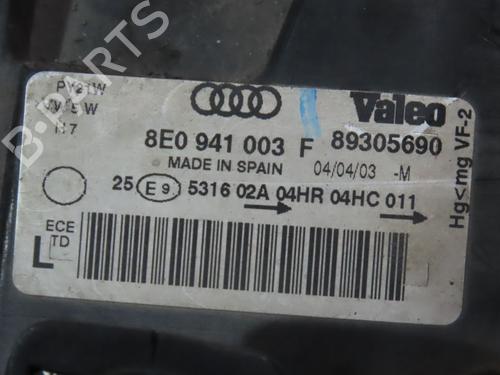 B-PARTS
PY21W
W5W
H7
Valeo
8E0 941 003 F 89305690
MADE IN SPAIN 04/04/03 -M
25 E9 5316 02A 04HR 04HC 011
Hg<mg VF-2
ECE
TD
L